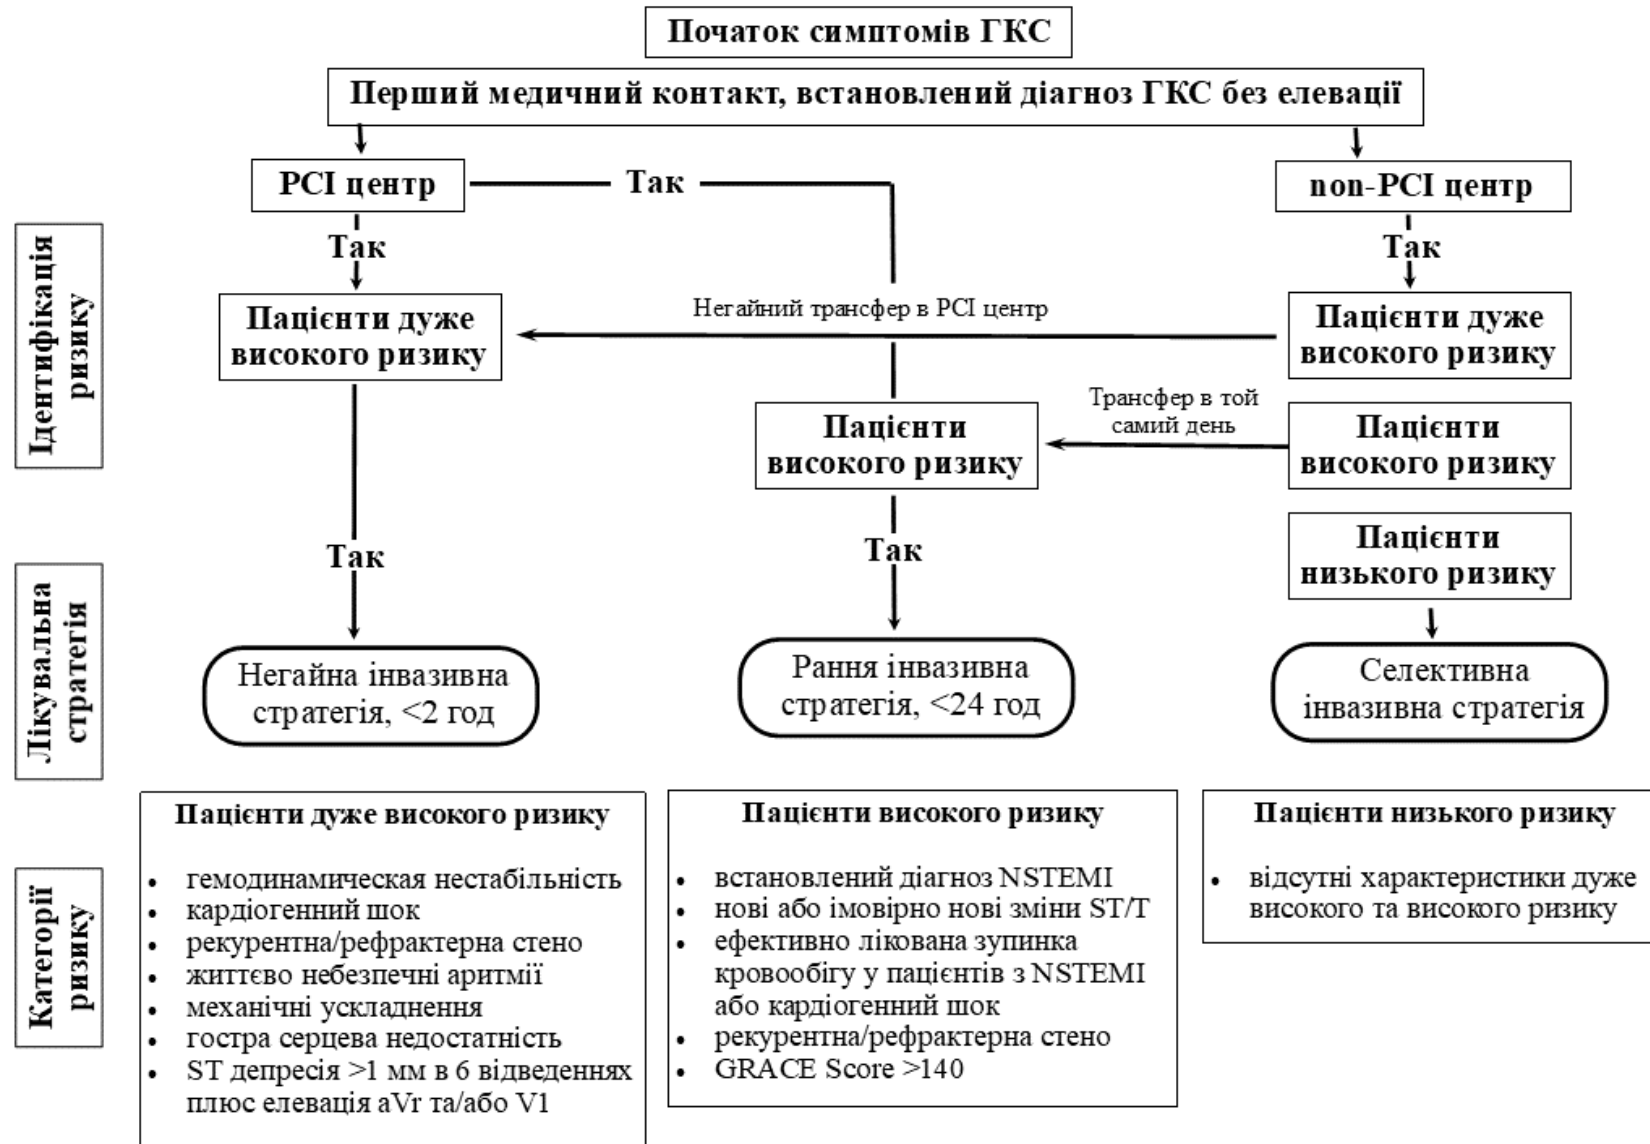 Початок симптомів ГКС
Перший медичний контакт, встановлений діагноз ГКС без елевації
PCI центр
Так
non-PCI центр
Так
Так
Ідентифікація
ризику
Пацієнти дуже
високого ризику
Негайний трансфер в PCI центр
Пацієнти дуже
високого ризику
Пацієнти
високого ризику
Трансфер в той
самий день
Пацієнти
високого ризику
Пацієнти
низького ризику
Так
Так
Лікувальна
стратегія
Негайна інвазивна
стратегія, <2 год
Рання інвазивна
стратегія, <24 год
Селективна
інвазивна стратегія
Категорії
ризику
Пацієнти дуже високого ризику
• гемодинамическая нестабільність
• кардіогенний шок
• рекурентна/рефрактерна стено
• життєво небезпечні аритмії
• механічні ускладнення
• гостра серцева недостатність
• ST депресія >1 мм в 6 відведеннях
плюс елевація aVr та/або V1
Пацієнти високого ризику
• встановлений діагноз NSTEMI
• нові або імовірно нові зміни ST/T
• ефективно лікована зупинка
кровообігу у пацієнтів з NSTEMI
або кардіогенний шок
• рекурентна/рефрактерна стено
• GRACE Score >140
Пацієнти низького ризику
• відсутні характеристики дуже
високого та високого ризику